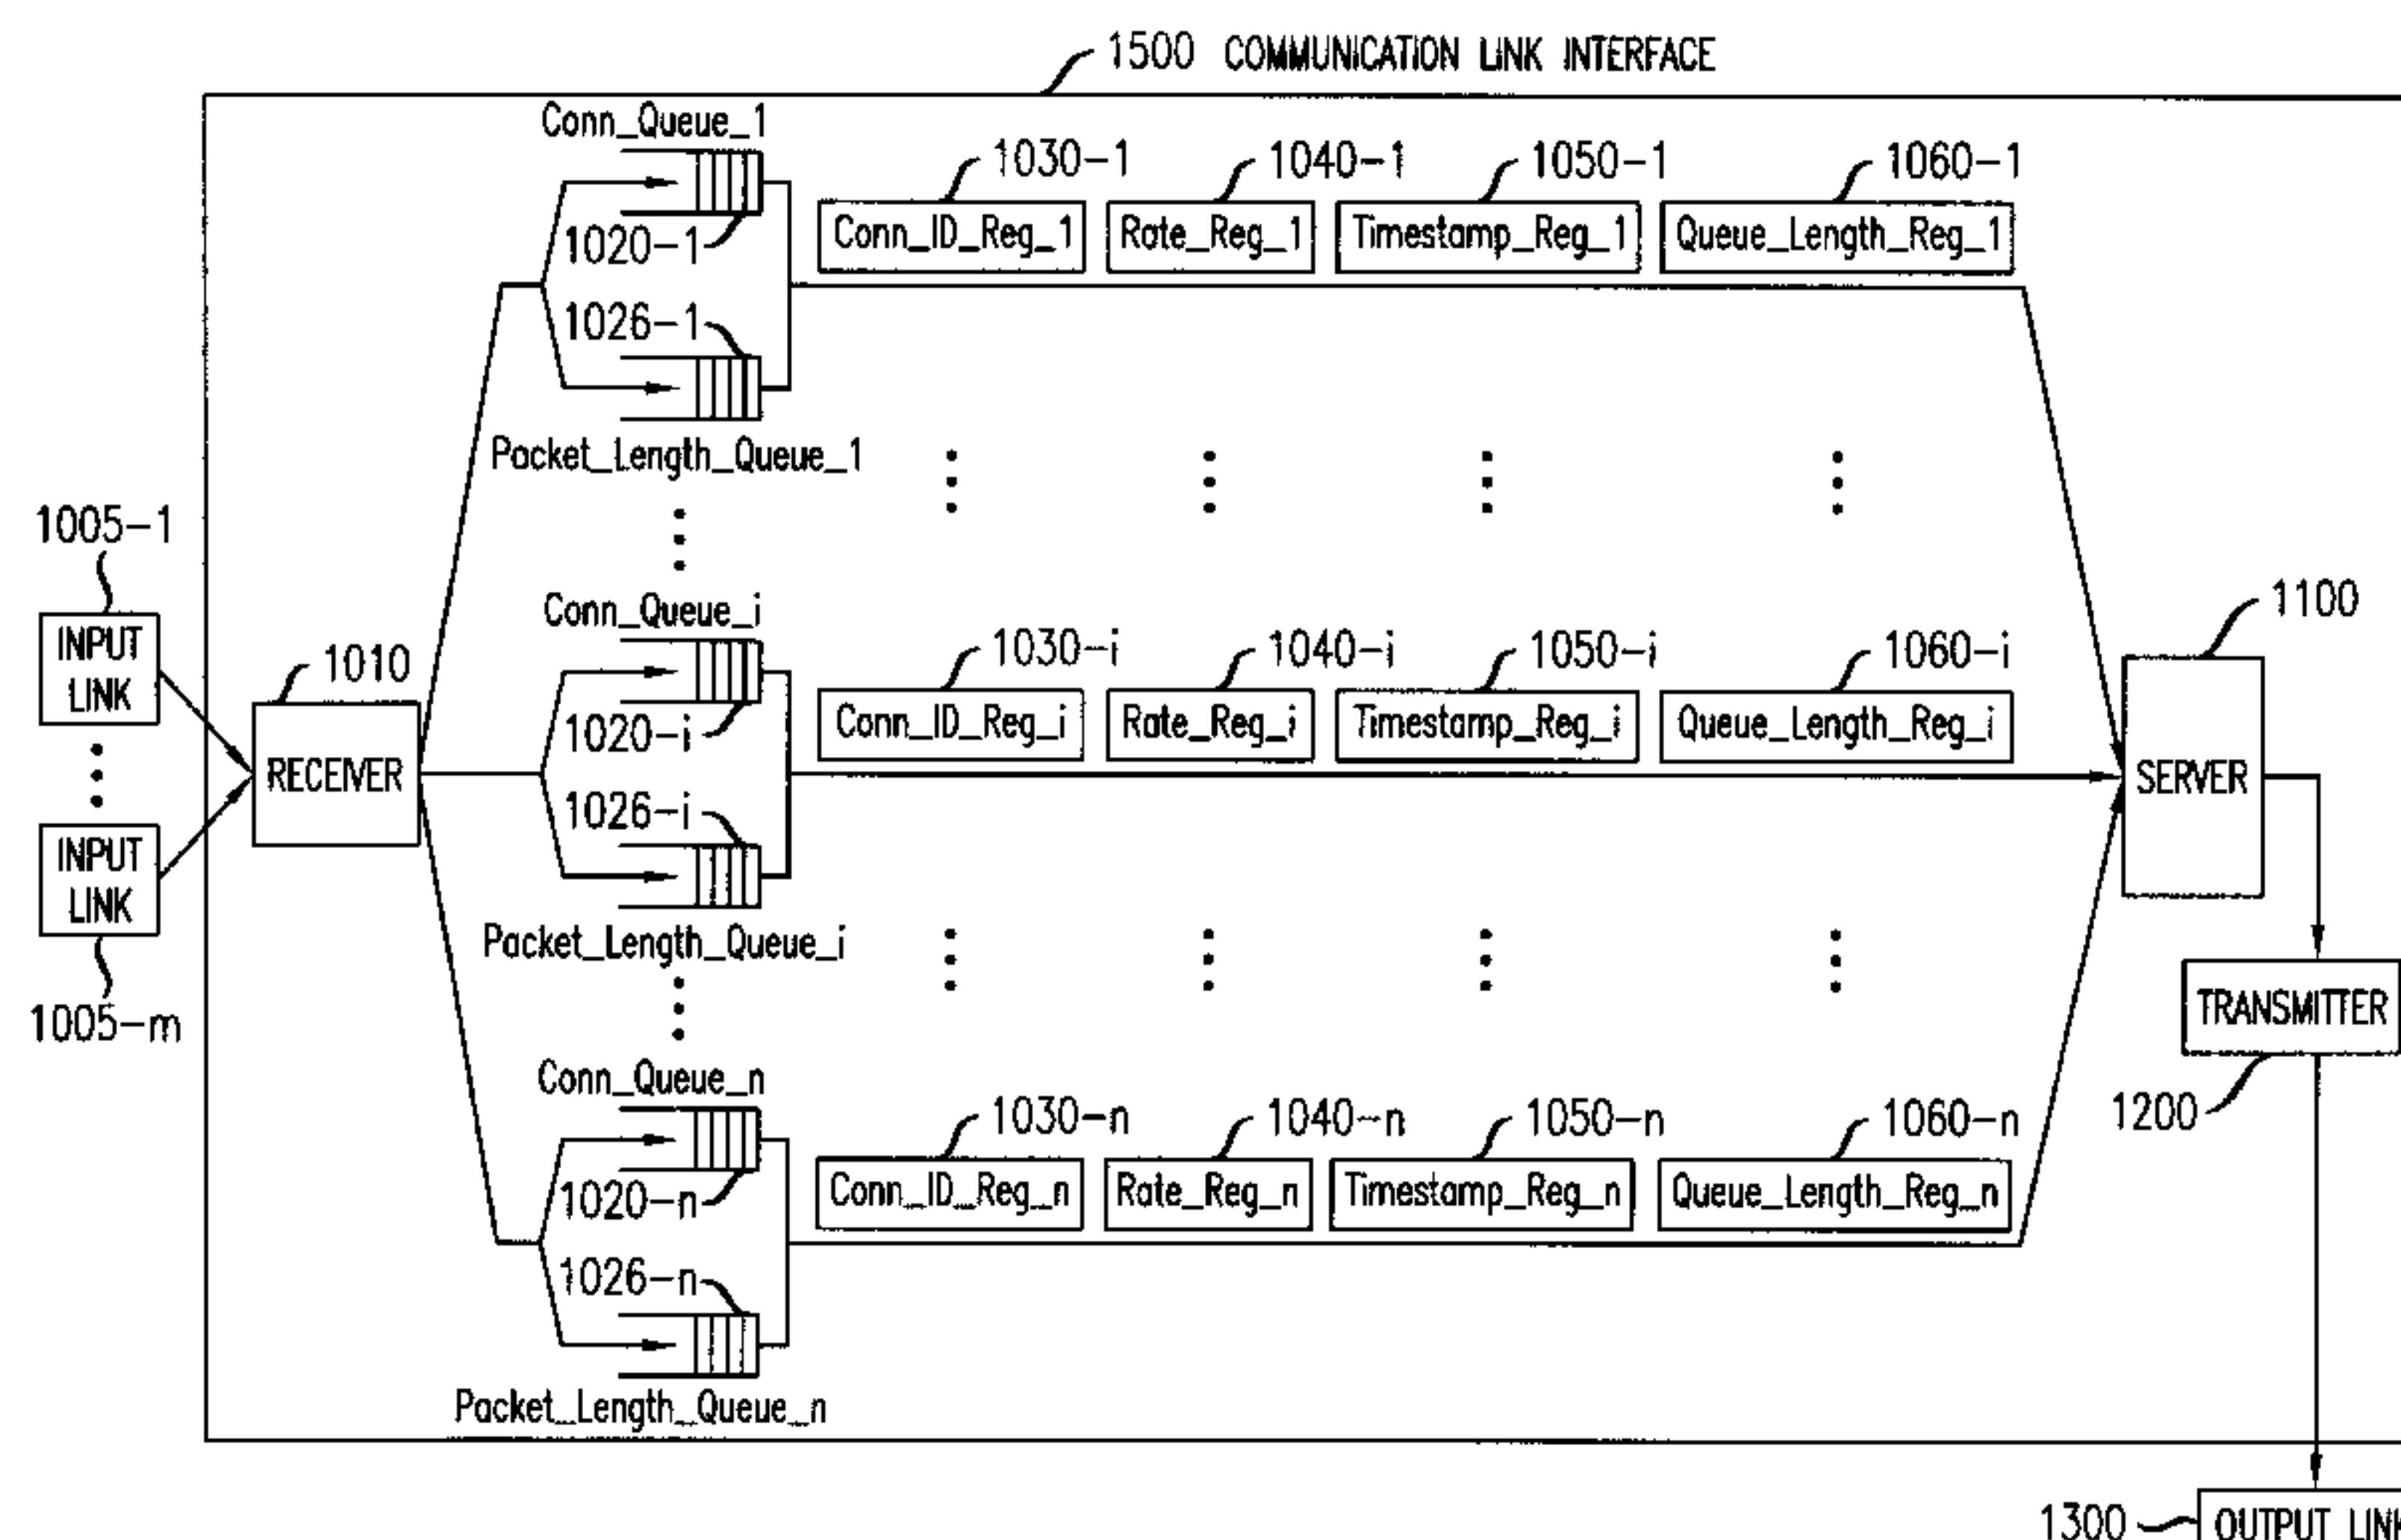 1500 COMMUNICATION LINK INTERFACE
Conn_Queue_1
1030-1 1040-1 1050-1 1060-1
1020-1
Conn_ID_Reg_1 Rate_Reg_1 Timestamp_Reg_1 Queue_Length_Reg_1
1026-1
Packet_Length_Queue_1
1005-1
INPUT LINK
1010
RECEIVER
Conn_Queue_i
1030-i 1040-i 1050-i 1060-i
1100
1020-i
Conn_ID_Reg_i Rate_Reg_i Timestamp_Reg_i Queue_Length_Reg_i
SERVER
1026-i
INPUT LINK
Packet_Length_Queue_i
1005-m
TRANSMITTER
1200
Conn_Queue_n
1030-n 1040-n 1050-n 1060-n
1020-n
Conn_ID_Reg_n Rate_Reg_n Timestamp_Reg_n Queue_Length_Reg_n
1026-n
Packet_Length_Queue_n
1300 OUTPUT LINK